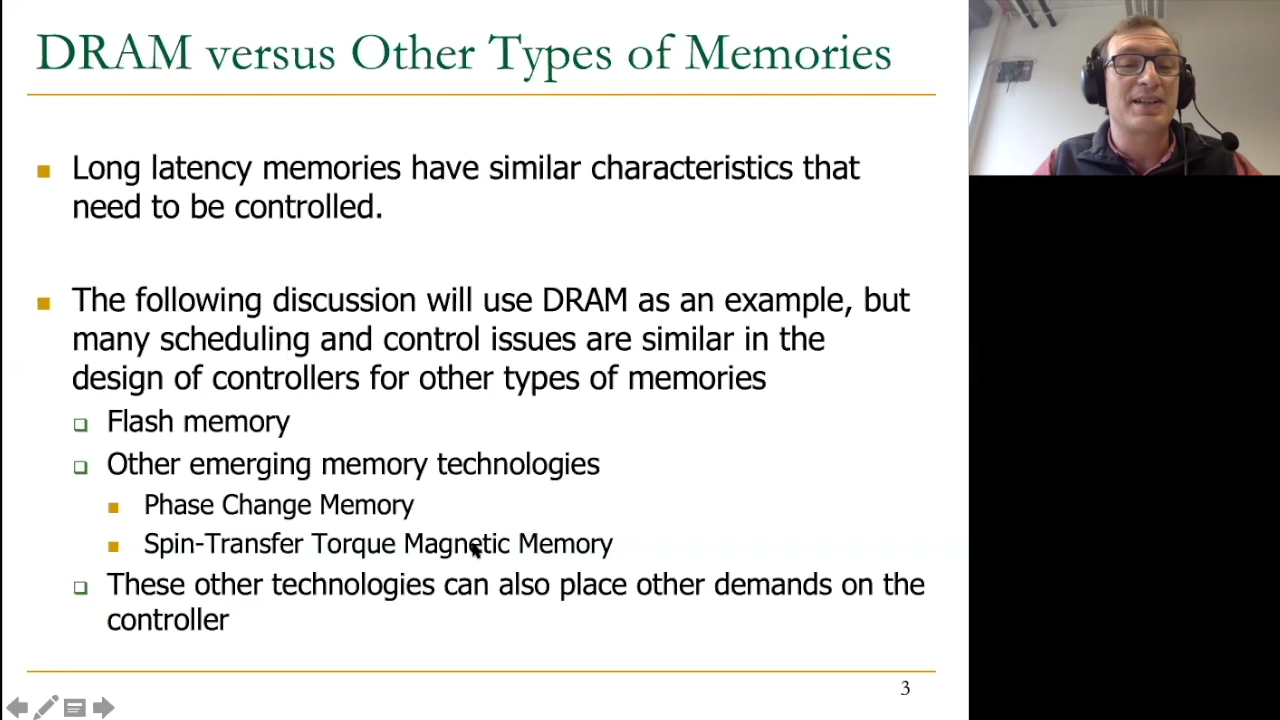 DRAM versus Other Types of Memories
Long latency memories have similar characteristics that
need to be controlled.
The following discussion will use DRAM as an example, but
many scheduling and control issues are similar in the
design of controllers for other types of memories
Flash memory
Other emerging memory technologies
Phase Change Memory
Spin-Transfer Torque Magnetic Memory
These other technologies can also place other demands on the
controller
3